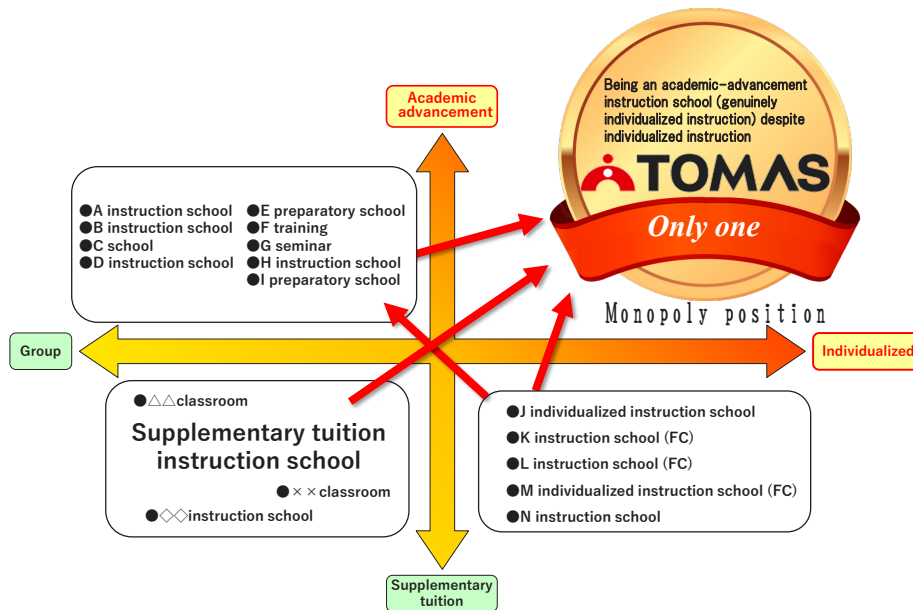 Academic
advancement
Being an academic-advancement
instruction school (genuinely
individualized instruction) despite
individualized instruction
TOMAS
Only one
Monopoly position
●A instruction school
●B instruction school
●C school
●D instruction school
●E preparatory school
●F training
●G seminar
●H instruction school
●I preparatory school
Group
Individualized
●△△classroom
Supplementary tuition
instruction school
●××classroom
●◇◇instruction school
●J individualized instruction school
●K instruction school (FC)
●L instruction school (FC)
●M individualized instruction school (FC)
●N instruction school
Supplementary
tuition